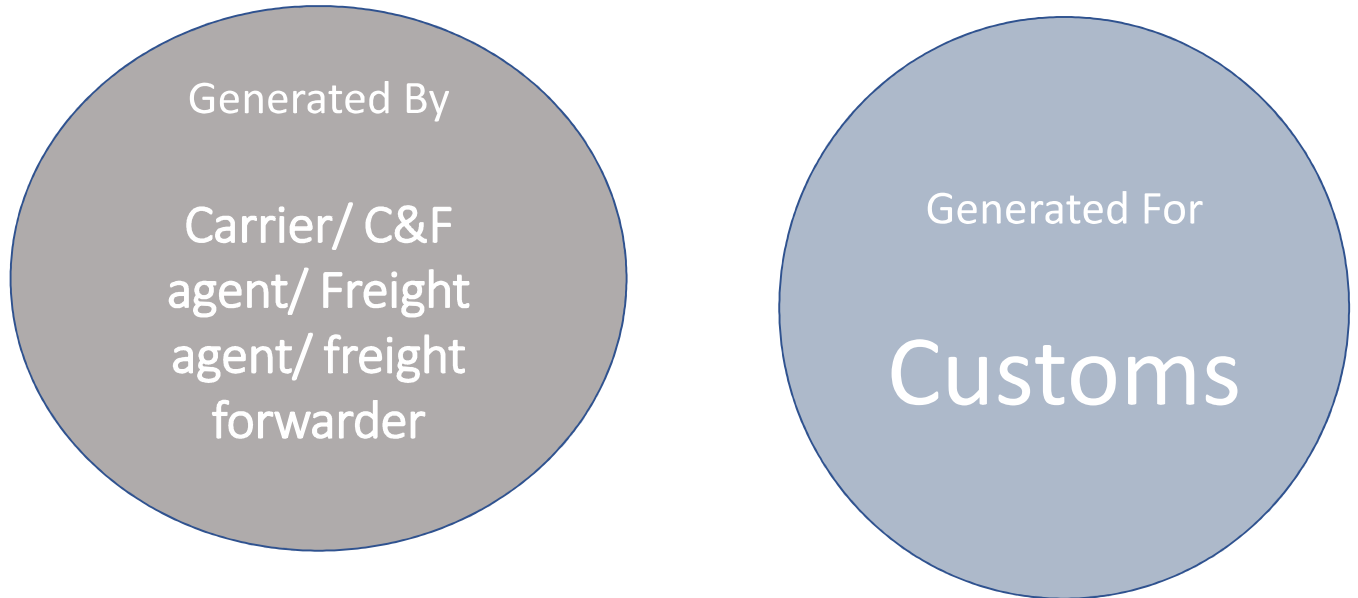 Generated By
Carrier/ C&F
agent/ Freight
agent/ freight
forwarder
Generated For
Customs